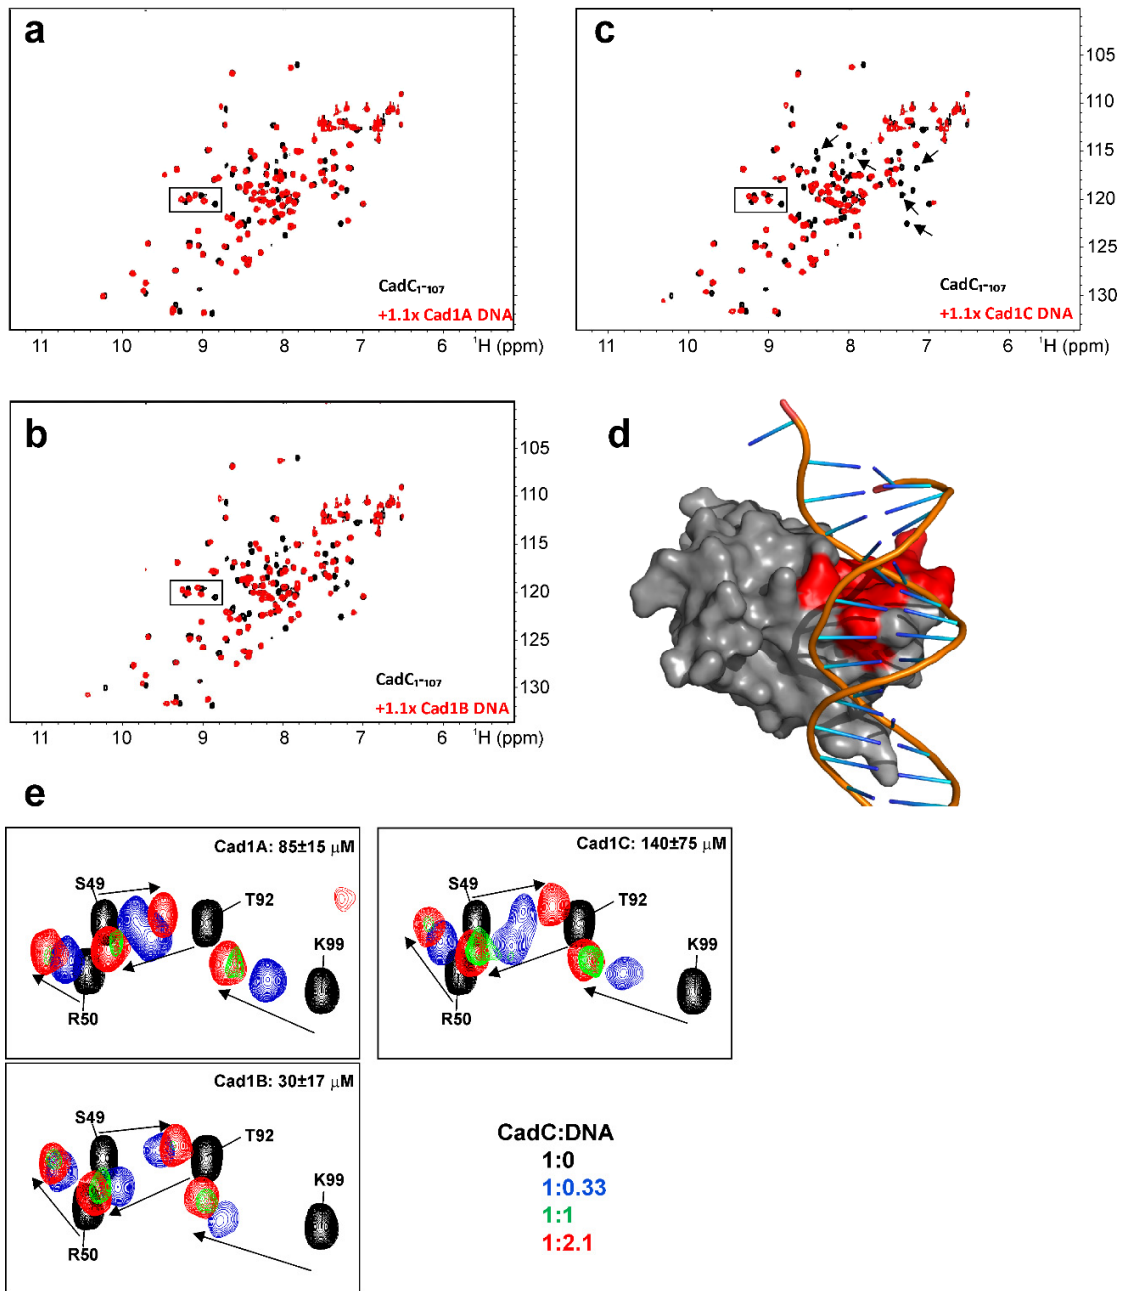 a
CadC₁-₁₀₇
+1.1x Cad1A DNA
11 10 9 8 7 6 ¹H (ppm)
c
105
110
115
120
125
130
CadC₁-₁₀₇
+1.1x Cad1C DNA
11 10 9 8 7 6 ¹H (ppm)
b
105
110
115
120
125
130
CadC₁-₁₀₇
+1.1x Cad1B DNA
11 10 9 8 7 6 ¹H (ppm)
d
e
Cad1A: 85±15 μM
S49
T92
K99
R50
Cad1C: 140±75 μM
S49
T92
K99
R50
Cad1B: 30±17 μM
S49
T92
K99
R50
CadC:DNA
1:0
1:0.33
1:1
1:2.1